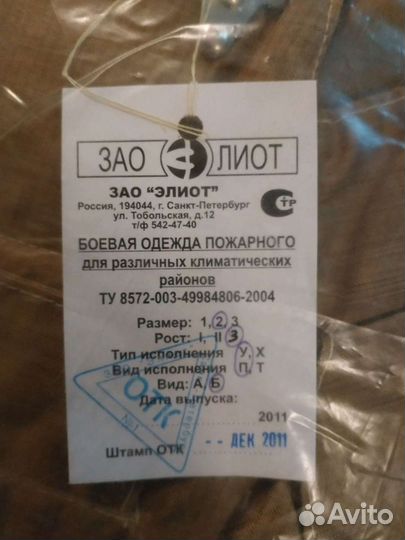 ЗАО ЭЛИОТ
ЗАО "ЭЛИОТ"
Россия, 194044, г. Санкт-Петербург
ул. Тобольская, д.12
т/ф 542-47-40
БОЕВАЯ ОДЕЖДА ПОЖАРНОГО
для различных климатических
районов
ТУ 8572-003-49984806-2004
Размер: 1, 2, 3
Рост: I, II 3
Тип исполнения У, Х
Вид исполнения П, Т
Вид: А, Б
Дата выпуска:
2011
ОТК
№1
Штамп ОТК -- ДЕК 2011
Avito